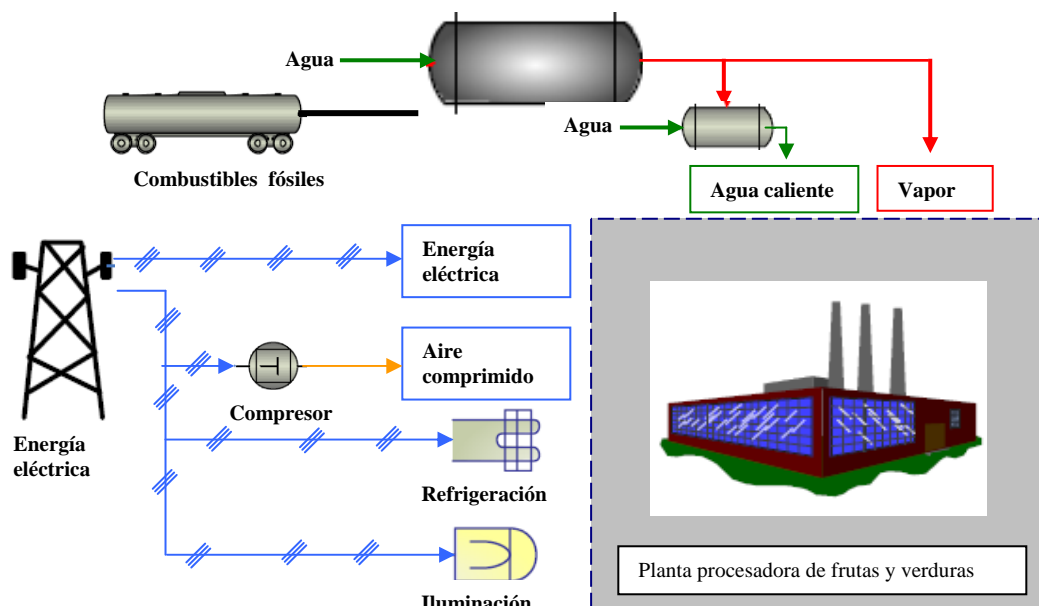 Agua
Agua
Combustibles fósiles
Agua caliente
Vapor
Energía
eléctrica
Aire
comprimido
Compresor
Energía
eléctrica
Refrigeración
Iluminación
Planta procesadora de frutas y verduras